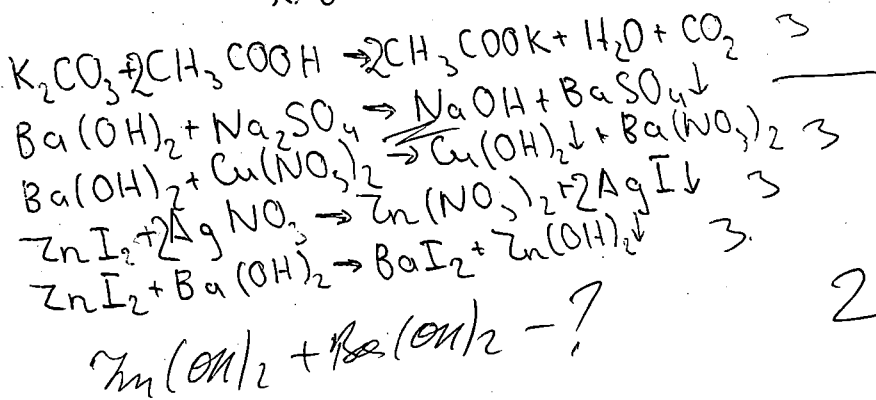 K₂CO₃+2CH₃COOH →2CH₃COOK+ H₂O + CO₂ 3
Ba(OH)₂ + Na₂SO₄ → NaOH + BaSO₄↓
Ba(OH)₂ + Cu(NO₃)₂ → Cu(OH)₂↓ + Ba(NO₃)₂ 3
ZnI₂+2AgNO₃ → Zn(NO₃)₂+2AgI↓ 3
ZnI₂ + Ba(OH)₂ → BaI₂ + Zn(OH)₂↓ 3.
2
Zn(OH)₂ + Ba(OH)₂ - ?